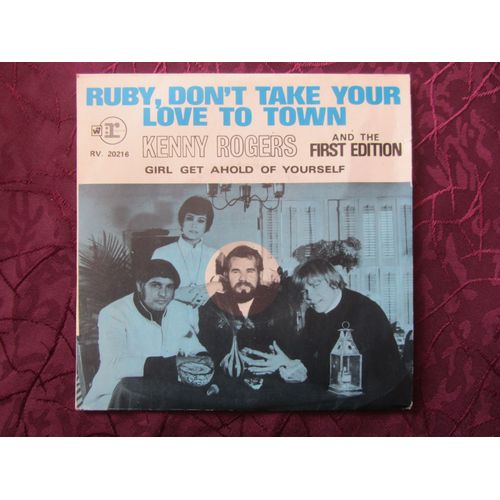 RUBY, DON'T TAKE YOUR
LOVE TO TOWN
W r:
RV. 20216
KENNY ROGERS AND THE FIRST EDITION
GIRL GET AHOLD OF YOURSELF